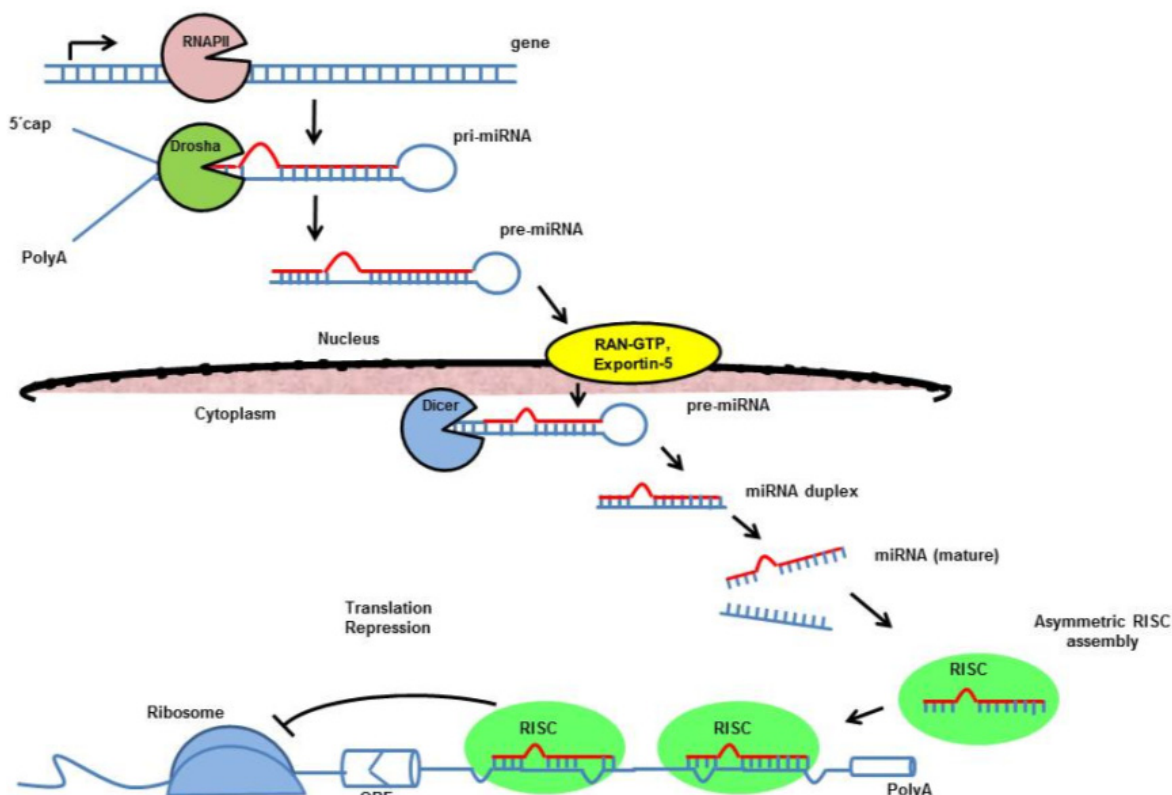 RNAPII
gene
5´cap
Drosha
pri-miRNA
PolyA
pre-miRNA
Nucleus
RAN-GTP,
Exportin-5
Cytoplasm
Dicer
pre-miRNA
miRNA duplex
miRNA (mature)
Translation
Repression
Asymmetric RISC
assembly
RISC
Ribosome
RISC
RISC
PolyA